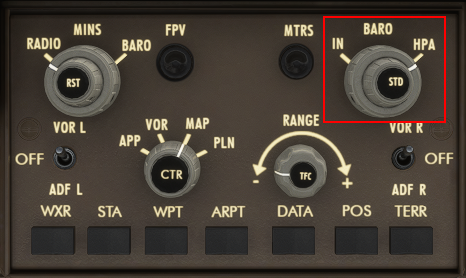 MINS
RADIO
BARO
RST
FPV
MTRS
BARO
IN
HPA
STD
VOR L
OFF
ADF L
APP
VOR
MAP
PLN
CTR
RANGE
- +
TFC
VOR R
OFF
ADF R
WXR
STA
WPT
ARPT
DATA
POS
TERR